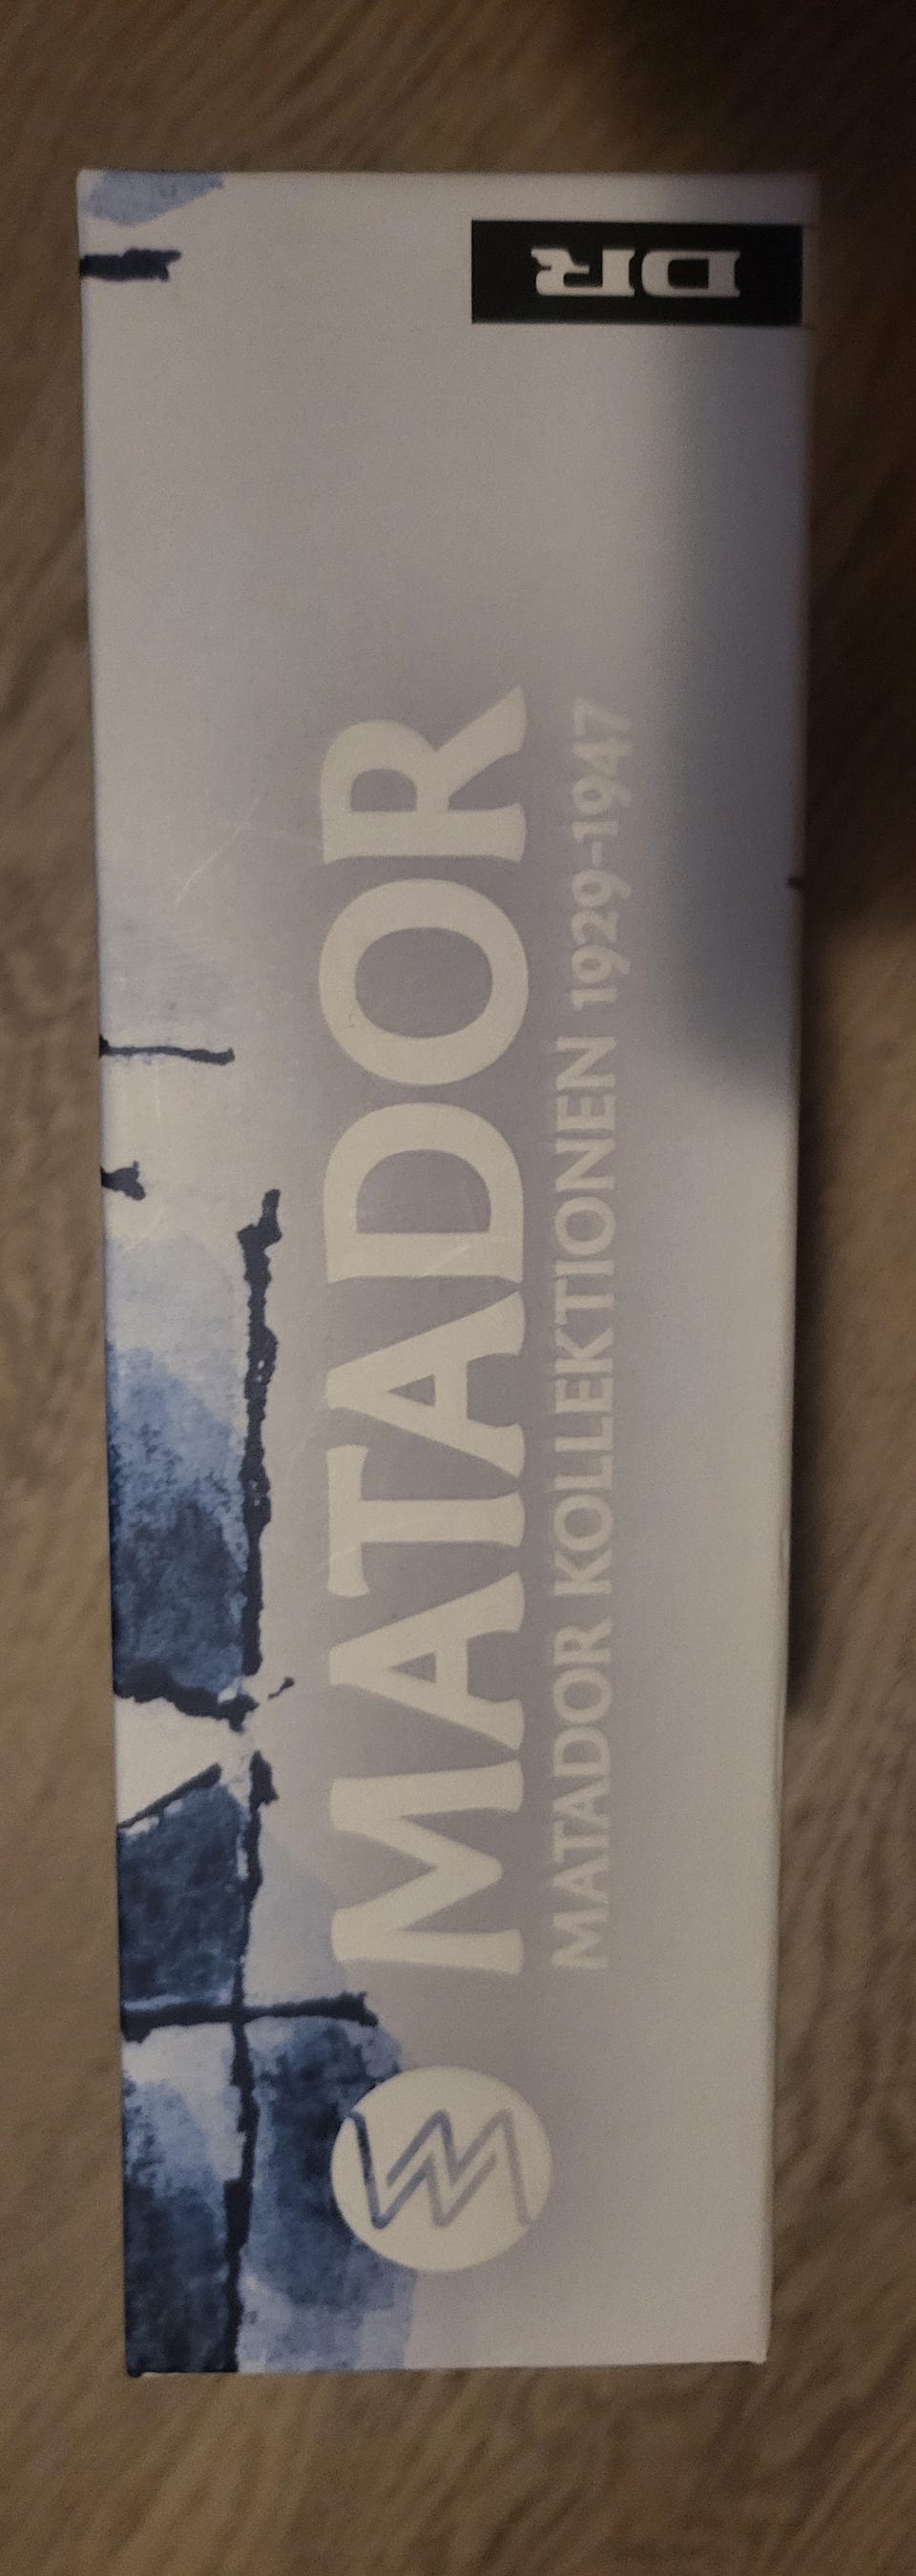 MATADOR
MATADOR KOLLEKTIONEN 1929-1947
DR